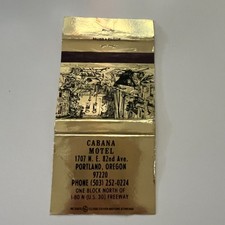 CABANA
MOTEL
1707 N. E. 82nd Ave.
PORTLAND, OREGON
97220
PHONE (503) 252-0224
ONE BLOCK NORTH OF
I-80 N (U.S. 30) FREEWAY